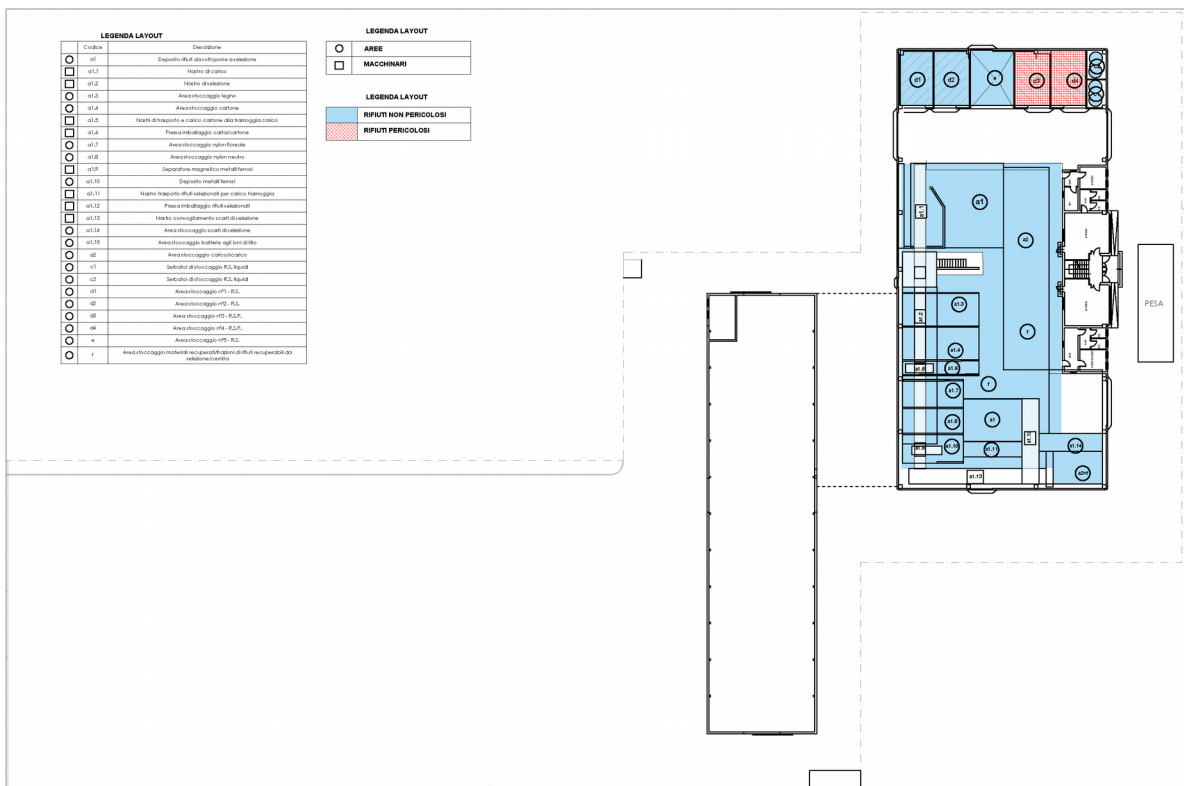 LEGENDA LAYOUT
Codice Descrizione
a1 Deposito rifiuti da sottoporre a selezione
a1.1 Nastro di carico
a1.2 Nastro di selezione
a1.3 Area stoccaggio legno
a1.4 Area stoccaggio cartone
a1.5 Nastri di trasporto e carico cartone alla tramoggia carico
a1.6 Pressa imballaggio carta/cartone
a1.7 Area stoccaggio nylon floreale
a1.8 Area stoccaggio nylon neutro
a1.9 Separatore magnetico metalli ferrosi
a1.10 Deposito metalli ferrosi
a1.11 Nastro trasporto rifiuti selezionati per carico tramoggia
a1.12 Pressa imballaggio rifiuti selezionati
a1.13 Nastro convogliamento scarti di selezione
a1.14 Area stoccaggio scarti di selezione
a1.15 Area stoccaggio batterie agli ioni di litio
a2 Area stoccaggio carico/scarico
c1 Serbatoi di stoccaggio R.S. liquidi
c2 Serbatoi di stoccaggio R.S. liquidi
d1 Area stoccaggio n°1 - R.S.
d2 Area stoccaggio n°2 - R.S.
d3 Area stoccaggio n°3 - R.S.P.
d4 Area stoccaggio n°4 - R.S.P.
e Area stoccaggio n°5 - R.S.
f Area stoccaggio materiali recuperati/frazioni di rifiuti recuperabili da
selezione/cernita
LEGENDA LAYOUT
AREE
MACCHINARI
LEGENDA LAYOUT
RIFIUTI NON PERICOLOSI
RIFIUTI PERICOLOSI
d1
d2
e
d3
d4
a1
a1.1
a2
a1.2
a1.3
f
a1.4
a1.6
a1.7
f
a1.8
a1
a1.10
a1.11
a1.14
a1.13
PESA